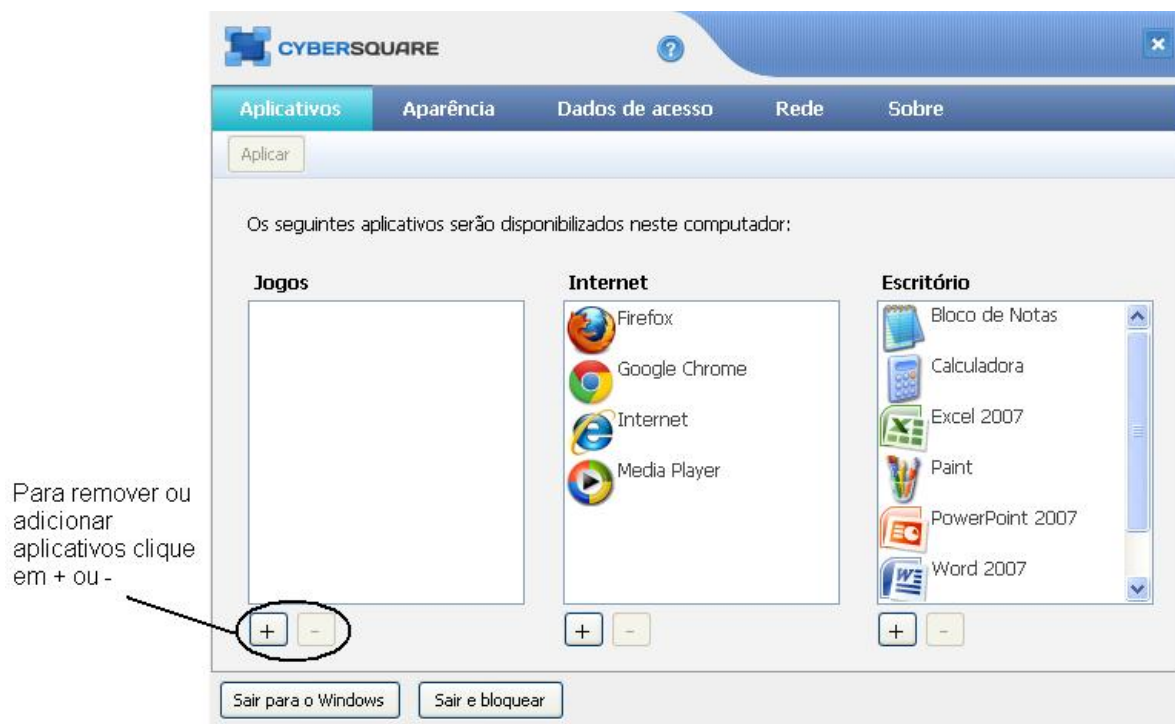 CYBERSQUARE
?
×
Aplicativos Aparência Dados de acesso Rede Sobre
Aplicar
Os seguintes aplicativos serão disponibilizados neste computador:
Jogos Internet Escritório
Firefox
Google Chrome
Internet
Media Player
Bloco de Notas
Calculadora
Excel 2007
Paint
PowerPoint 2007
Word 2007
Para remover ou
adicionar
aplicativos clique
em + ou -
+ - + - + -
Sair para o Windows Sair e bloquear